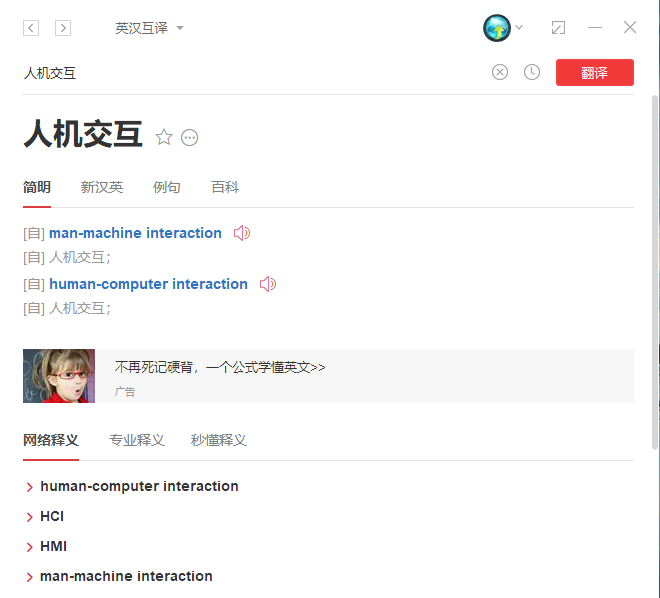 英汉互译
人机交互
翻译
人机交互
简明 新汉英 例句 百科
[自] man-machine interaction
[自] 人机交互;
[自] human-computer interaction
[自] 人机交互;
不再死记硬背，一个公式学懂英文>>
广告
网络释义 专业释义 秒懂释义
human-computer interaction
HCI
HMI
man-machine interaction